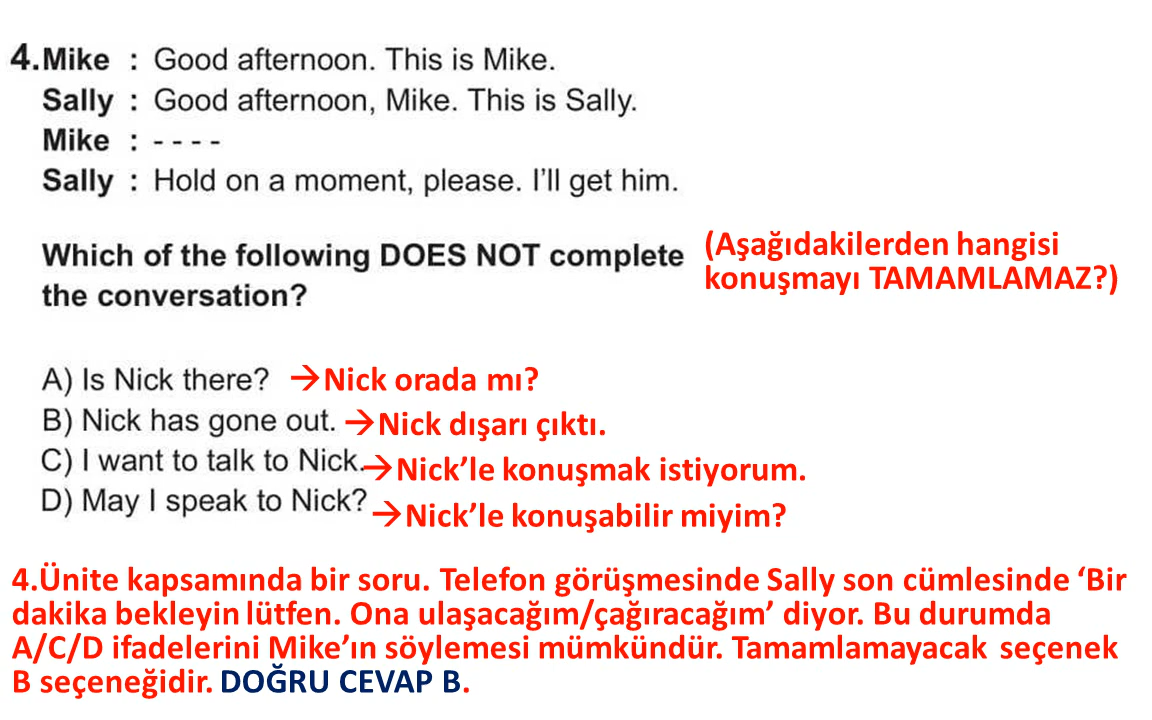 4.Mike : Good afternoon. This is Mike.
Sally : Good afternoon, Mike. This is Sally.
Mike : - - - -
Sally : Hold on a moment, please. I'll get him.
Which of the following DOES NOT complete
the conversation?
(Aşağıdakilerden hangisi
konuşmayı TAMAMLAMAZ?)
A) Is Nick there? →Nick orada mı?
B) Nick has gone out. →Nick dışarı çıktı.
C) I want to talk to Nick.→Nick'le konuşmak istiyorum.
D) May I speak to Nick? →Nick'le konuşabilir miyim?
4.Ünite kapsamında bir soru. Telefon görüşmesinde Sally son cümlesinde 'Bir
dakika bekleyin lütfen. Ona ulaşacağım/çağıracağım' diyor. Bu durumda
A/C/D ifadelerini Mike'ın söylemesi mümkündür. Tamamlamayacak seçenek
B seçeneğidir. DOĞRU CEVAP B.